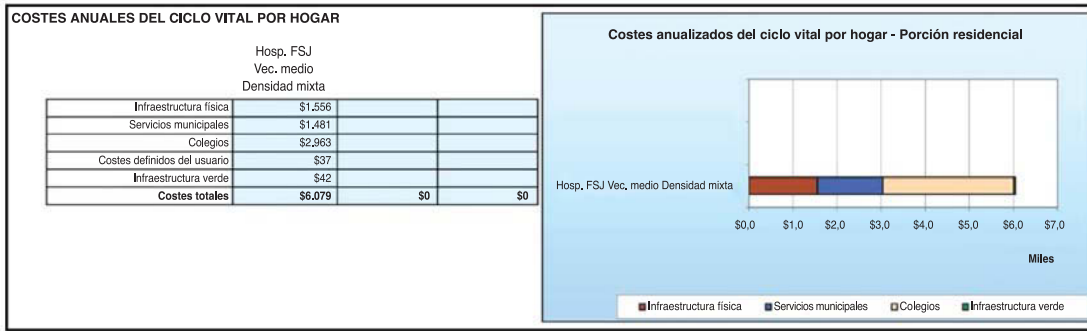 COSTES ANUALES DEL CICLO VITAL POR HOGAR
Hosp. FSJ
Vec. medio
Densidad mixta
Infraestructura física $1.556
Servicios municipales $1.481
Colegios $2.963
Costes definidos del usuario $37
Infraestructura verde $42
Costes totales $6.079 $0 $0
Costes anualizados del ciclo vital por hogar - Porción residencial
Hosp. FSJ Vec. medio Densidad mixta
$0,0 $1,0 $2,0 $3,0 $4,0 $5,0 $6,0 $7,0
Miles
Infraestructura física Servicios municipales Colegios Infraestructura verde